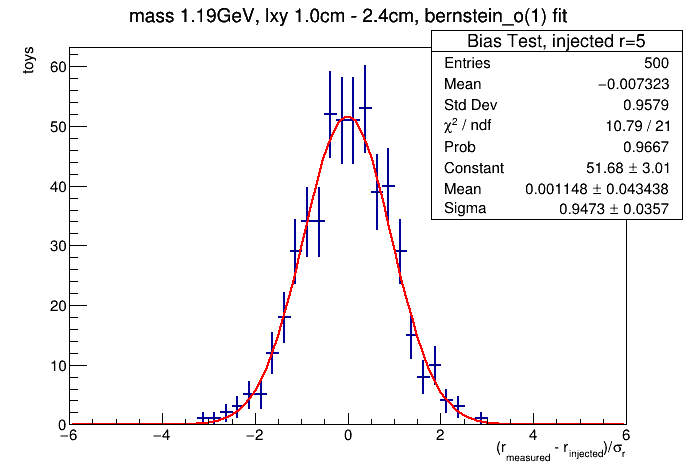 mass 1.19GeV, lxy 1.0cm - 2.4cm, bernstein_o(1) fit
toys
Bias Test, injected r=5
Entries 500
Mean −0.007323
Std Dev 0.9579
χ² / ndf 10.79 / 21
Prob 0.9667
Constant 51.68 ± 3.01
Mean 0.001148 ± 0.043438
Sigma 0.9473 ± 0.0357
60
50
40
30
20
10
0
−6 −4 −2 0 2 4 6
(r_measured - r_injected)/σ_r